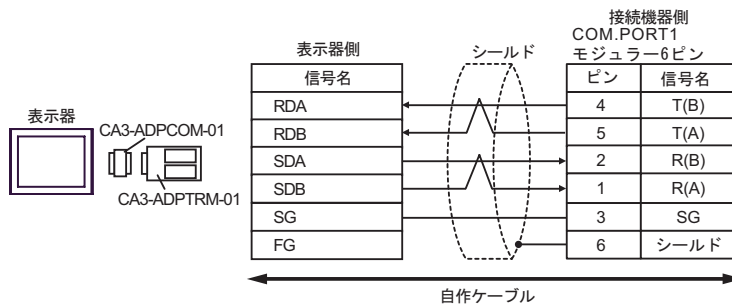 接続機器側
COM.PORT1
モジュラー6ピン
表示器側
シールド
信号名
ピン
信号名
RDA
4
T(B)
RDB
5
T(A)
SDA
2
R(B)
SDB
1
R(A)
SG
3
SG
FG
6
シールド
表示器
CA3-ADPCOM-01
CA3-ADPTRM-01
自作ケーブル